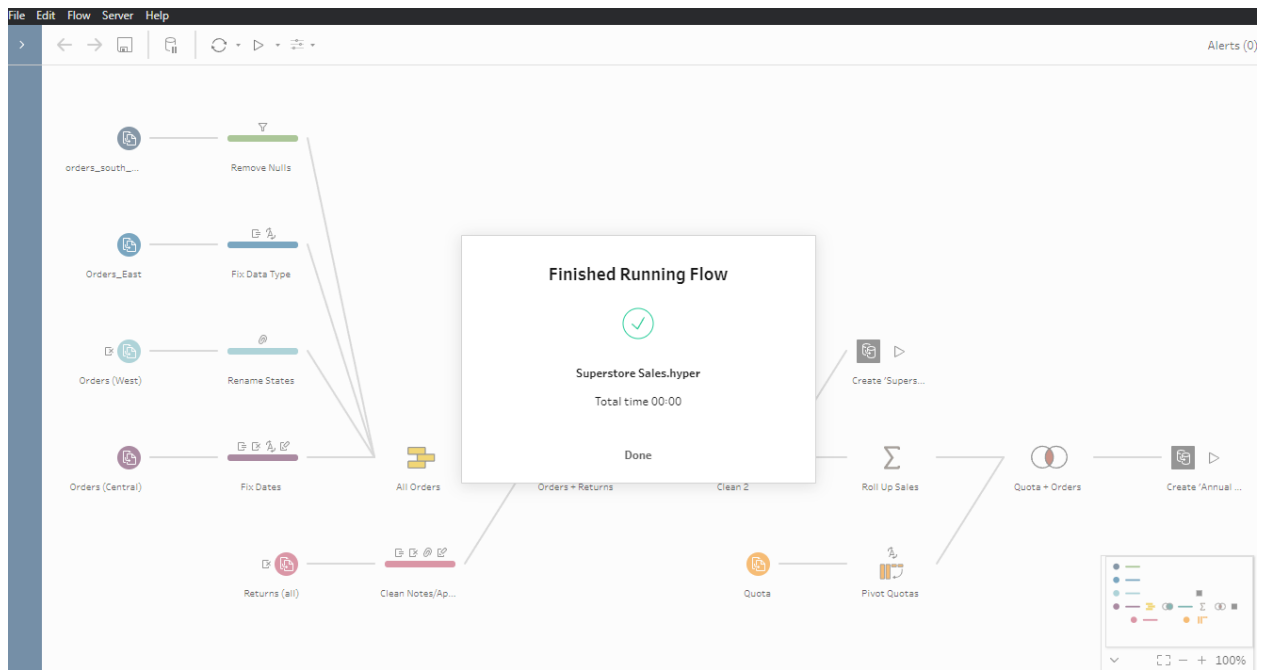 File Edit Flow Server Help
Alerts (0)
orders_south_...
Remove Nulls
Orders_East
Fix Data Type
Finished Running Flow
Superstore Sales.hyper
Total time 00:00
Done
Orders (West)
Rename States
Create 'Supers...
Orders (Central)
Fix Dates
All Orders
Orders + Returns
Clean 2
Roll Up Sales
Quota + Orders
Create 'Annual ...
Returns (all)
Clean Notes/Ap...
Quota
Pivot Quotas
100%